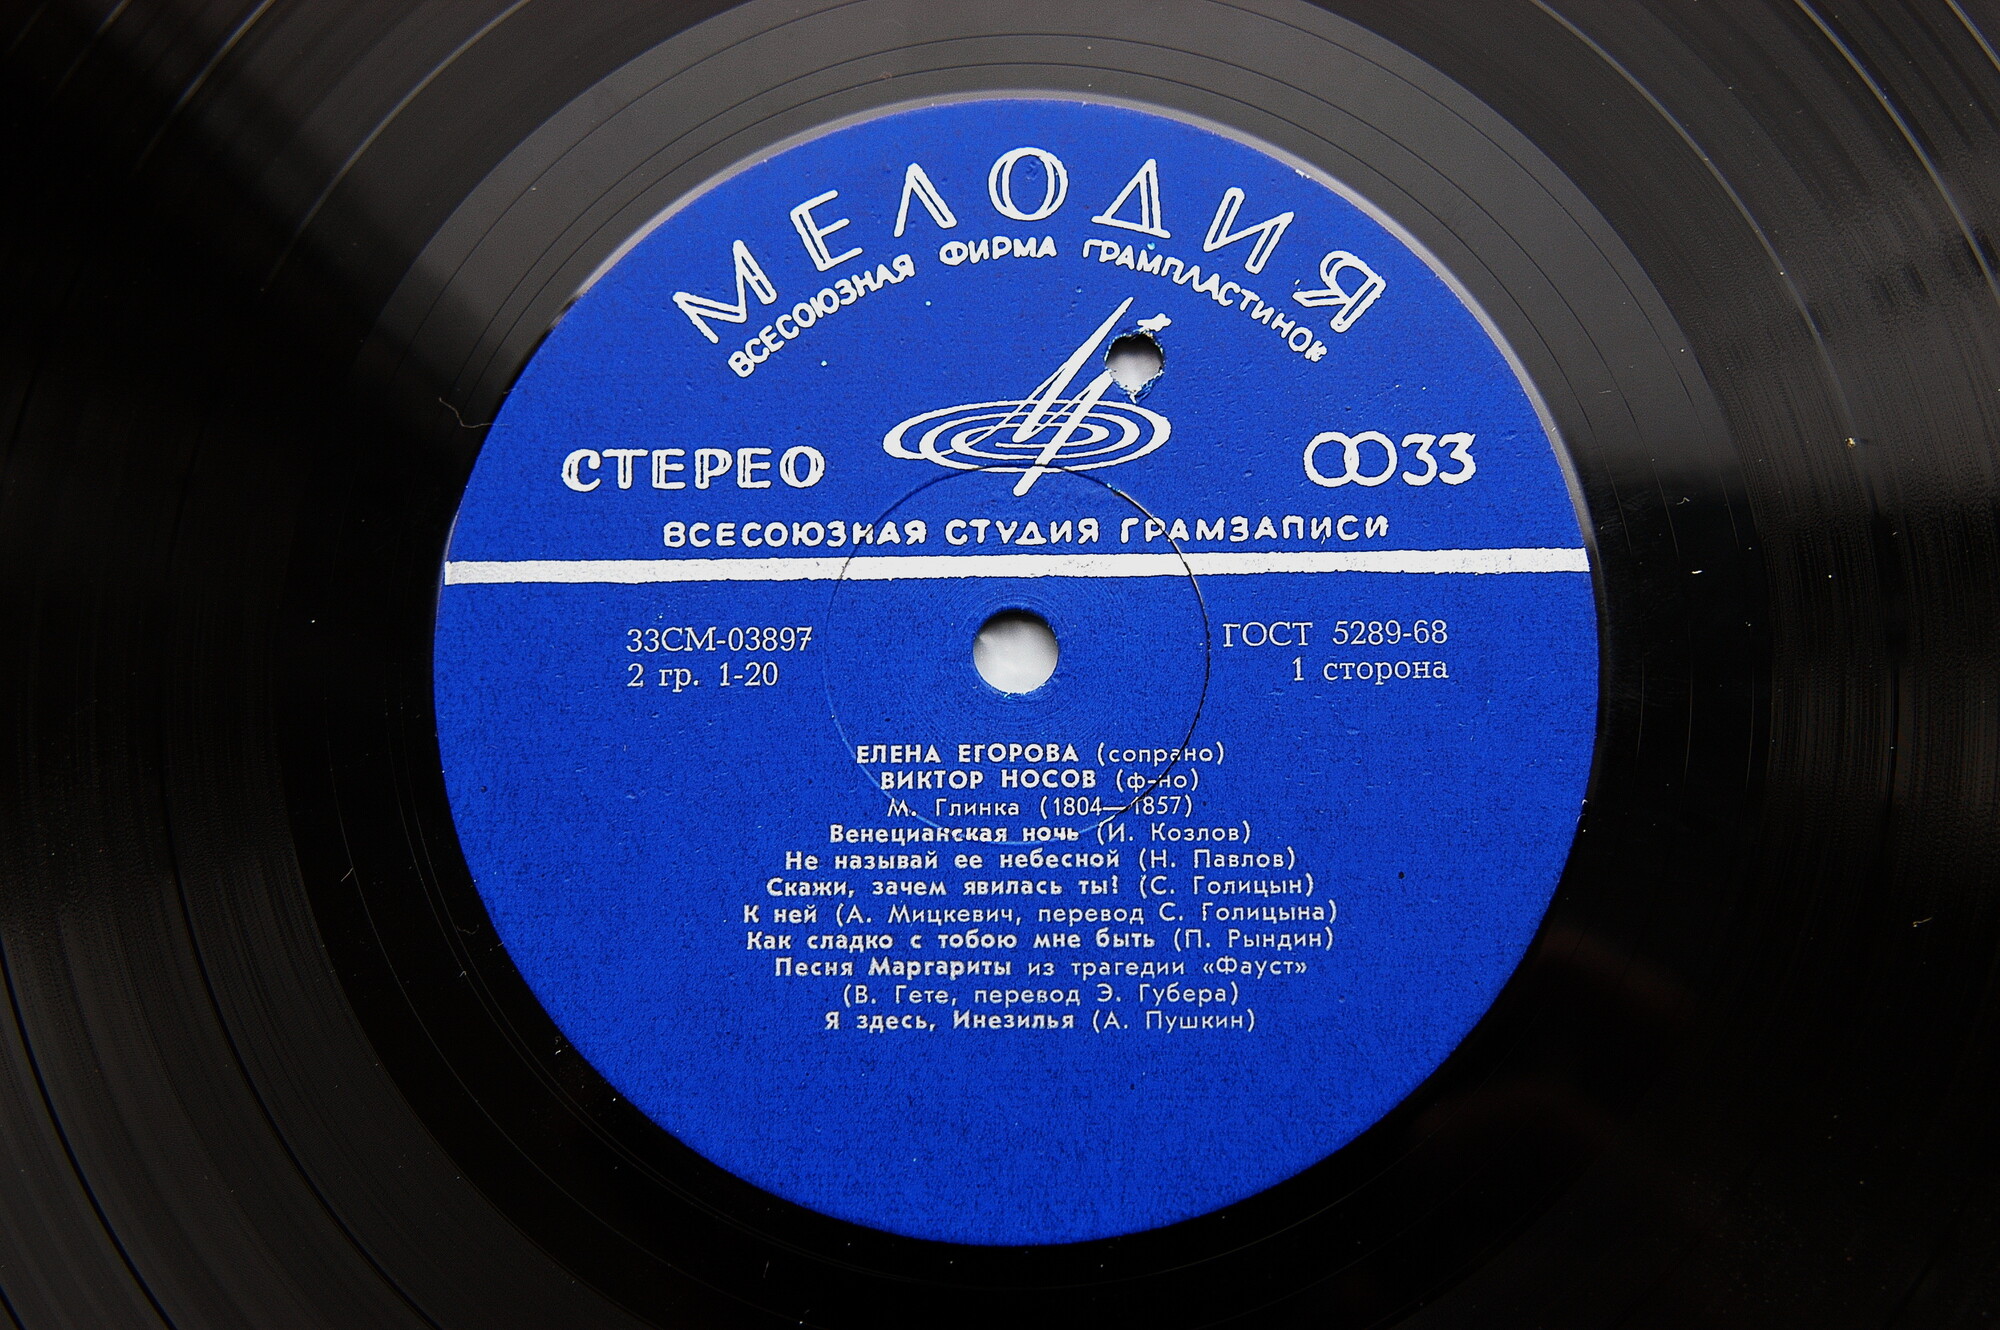 МЕЛОДИЯ
ВСЕСОЮЗНАЯ ФИРМА ГРАМПЛАСТИНОК
СТЕРЕО
33
ВСЕСОЮЗНАЯ СТУДИЯ ГРАМЗАПИСИ
33СМ-03897
ГОСТ 5289-68
2 гр. 1-20
1 сторона
ЕЛЕНА ЕГОРОВА (сопрано)
ВИКТОР НОСОВ (ф-но)
М. Глинка (1804—1857)
Венецианская ночь (И. Козлов)
Не называй ее небесной (Н. Павлов)
Скажи, зачем явилась ты? (С. Голицын)
К ней (А. Мицкевич, перевод С. Голицына)
Как сладко с тобою мне быть (П. Рындин)
Песня Маргариты из трагедии «Фауст»
(В. Гете, перевод Э. Губера)
Я здесь, Инезилья (А. Пушкин)